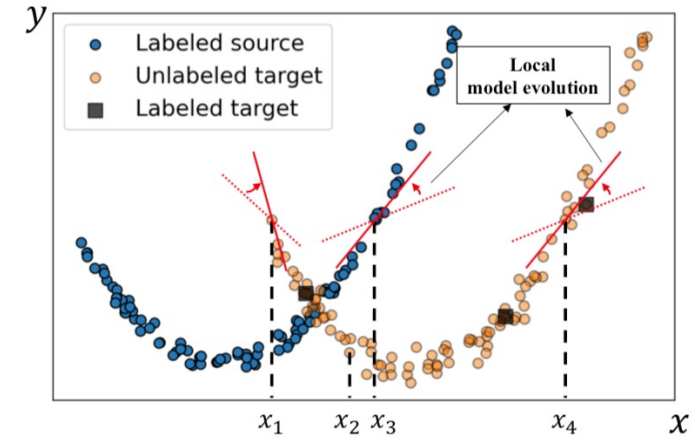 y
Labeled source
Unlabeled target
Labeled target
Local
model evolution
x₁ x₂ x₃ x₄ x